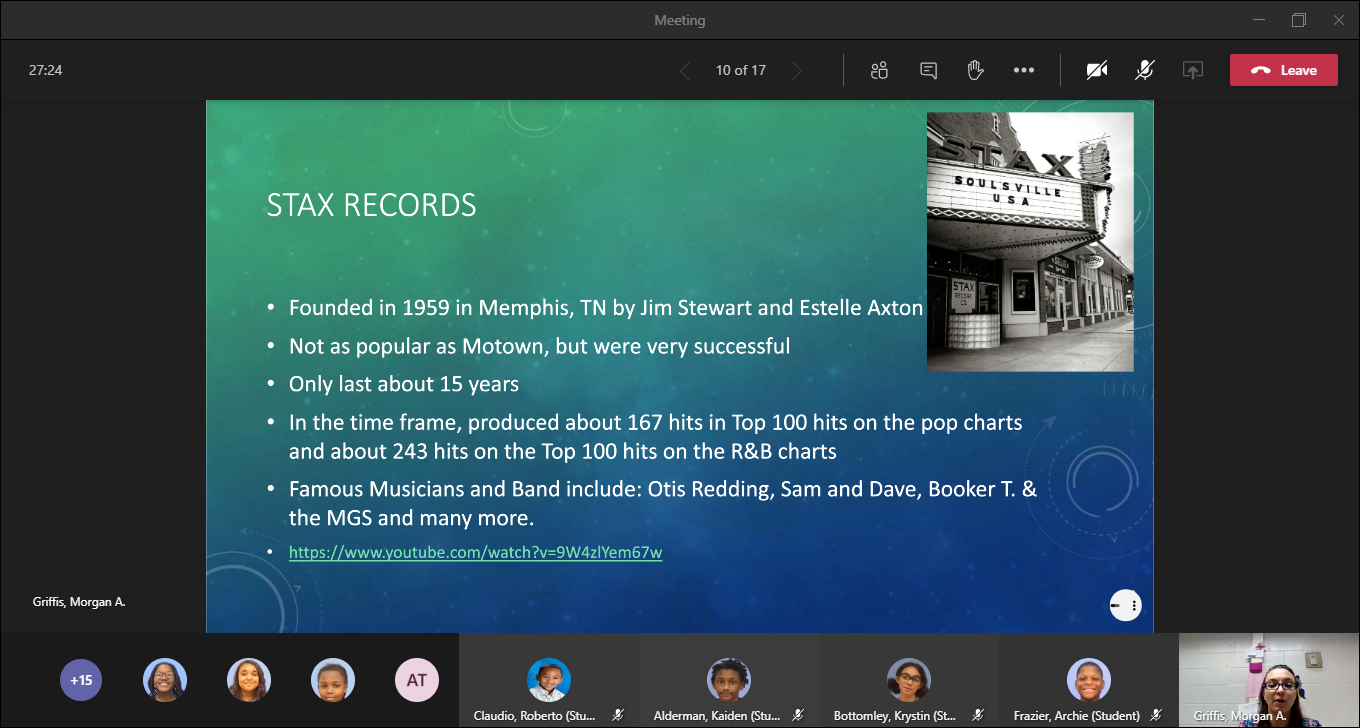 Meeting
27:24
10 of 17
Leave
STAX
SOULSVILLE
USA
STAX
RECORD
CO.
STAX RECORDS
• Founded in 1959 in Memphis, TN by Jim Stewart and Estelle Axton
• Not as popular as Motown, but were very successful
• Only last about 15 years
• In the time frame, produced about 167 hits in Top 100 hits on the pop charts
and about 243 hits on the Top 100 hits on the R&B charts
• Famous Musicians and Band include: Otis Redding, Sam and Dave, Booker T. &
the MGS and many more.
• https://www.youtube.com/watch?v=9W4zlYem67w
Griffis, Morgan A.
+15
AT
Claudio, Roberto (Stu...
Alderman, Kaiden (Stu...
Bottomley, Krystin (St...
Frazier, Archie (Student)
Griffis, Morgan A.